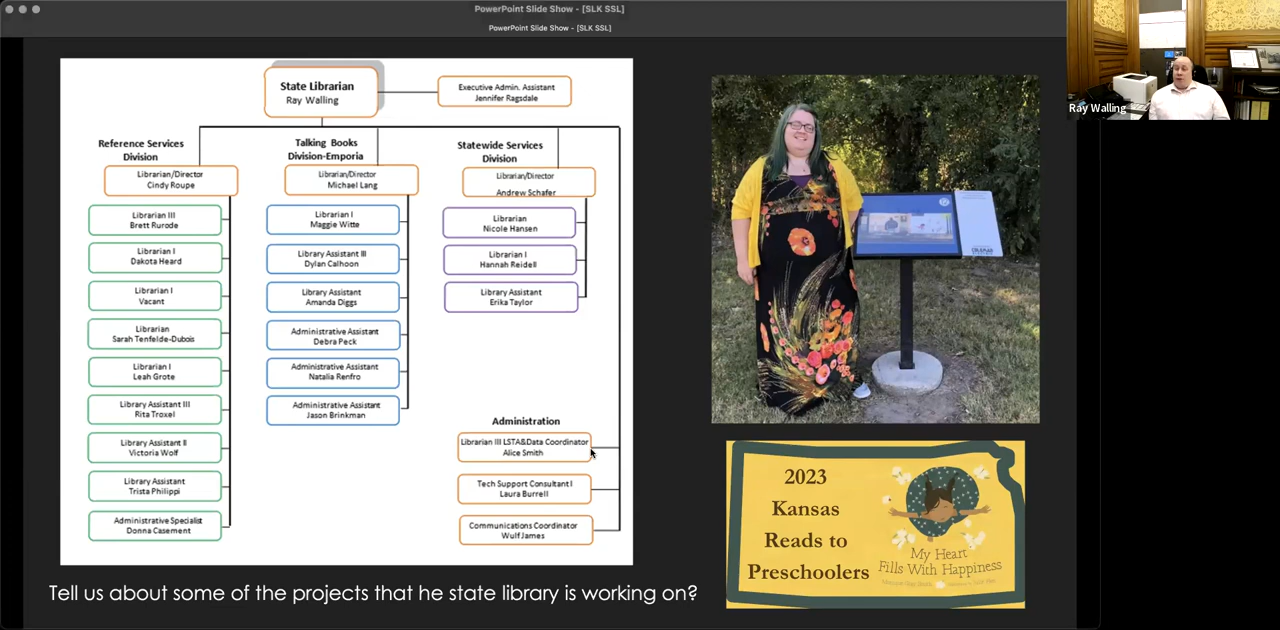 PowerPoint Slide Show - [SLK SSL]
PowerPoint Slide Show - [SLK SSL]
Ray Walling
State Librarian
Ray Walling
Executive Admin. Assistant
Jennifer Ragsdale
Reference Services
Division
Librarian/Director
Cindy Roupe
Librarian III
Brett Rurode
Librarian I
Dakota Heard
Librarian I
Vacant
Librarian
Sarah Tenfelde-Dubois
Librarian I
Leah Grote
Library Assistant III
Rita Troxel
Library Assistant II
Victoria Wolf
Library Assistant
Trista Philippi
Administrative Specialist
Donna Casement
Talking Books
Division-Emporia
Librarian/Director
Michael Lang
Librarian I
Maggie Witte
Library Assistant III
Dylan Calhoon
Library Assistant
Amanda Diggs
Administrative Assistant
Debra Peck
Administrative Assistant
Natalia Renfro
Administrative Assistant
Jason Brinkman
Statewide Services
Division
Librarian/Director
Andrew Schafer
Librarian
Nicole Hansen
Librarian I
Hannah Reidell
Library Assistant
Erika Taylor
Administration
Librarian III LSTA&Data Coordinator
Alice Smith
Tech Support Consultant I
Laura Burrell
Communications Coordinator
Wulf James
2023
Kansas
Reads to
Preschoolers
My Heart
Fills With Happiness
Tell us about some of the projects that he state library is working on?